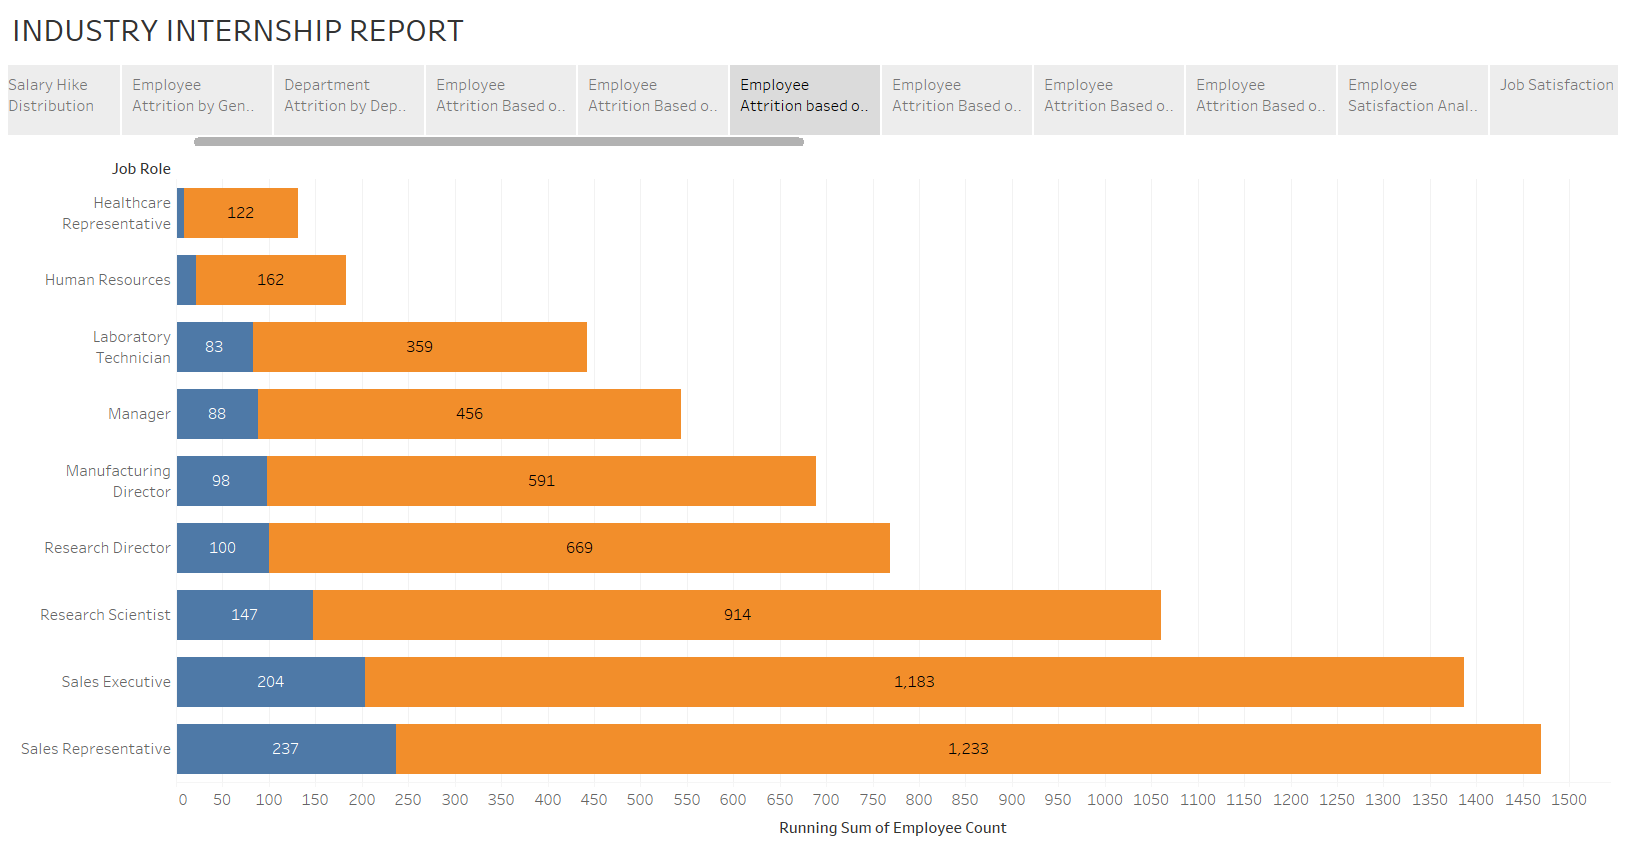 INDUSTRY INTERNSHIP REPORT
Salary Hike
Distribution
Employee
Attrition by Gen..
Department
Attrition by Dep..
Employee
Attrition Based o..
Employee
Attrition Based o..
Employee
Attrition based o..
Employee
Attrition Based o..
Employee
Attrition Based o..
Employee
Attrition Based o..
Employee
Satisfaction Anal..
Job Satisfaction
Job Role
Healthcare
Representative
122
Human Resources
162
Laboratory
Technician
83 359
Manager
88 456
Manufacturing
Director
98 591
Research Director
100 669
Research Scientist
147 914
Sales Executive
204 1,183
Sales Representative
237 1,233
0 50 100 150 200 250 300 350 400 450 500 550 600 650 700 750 800 850 900 950 1000 1050 1100 1150 1200 1250 1300 1350 1400 1450 1500
Running Sum of Employee Count